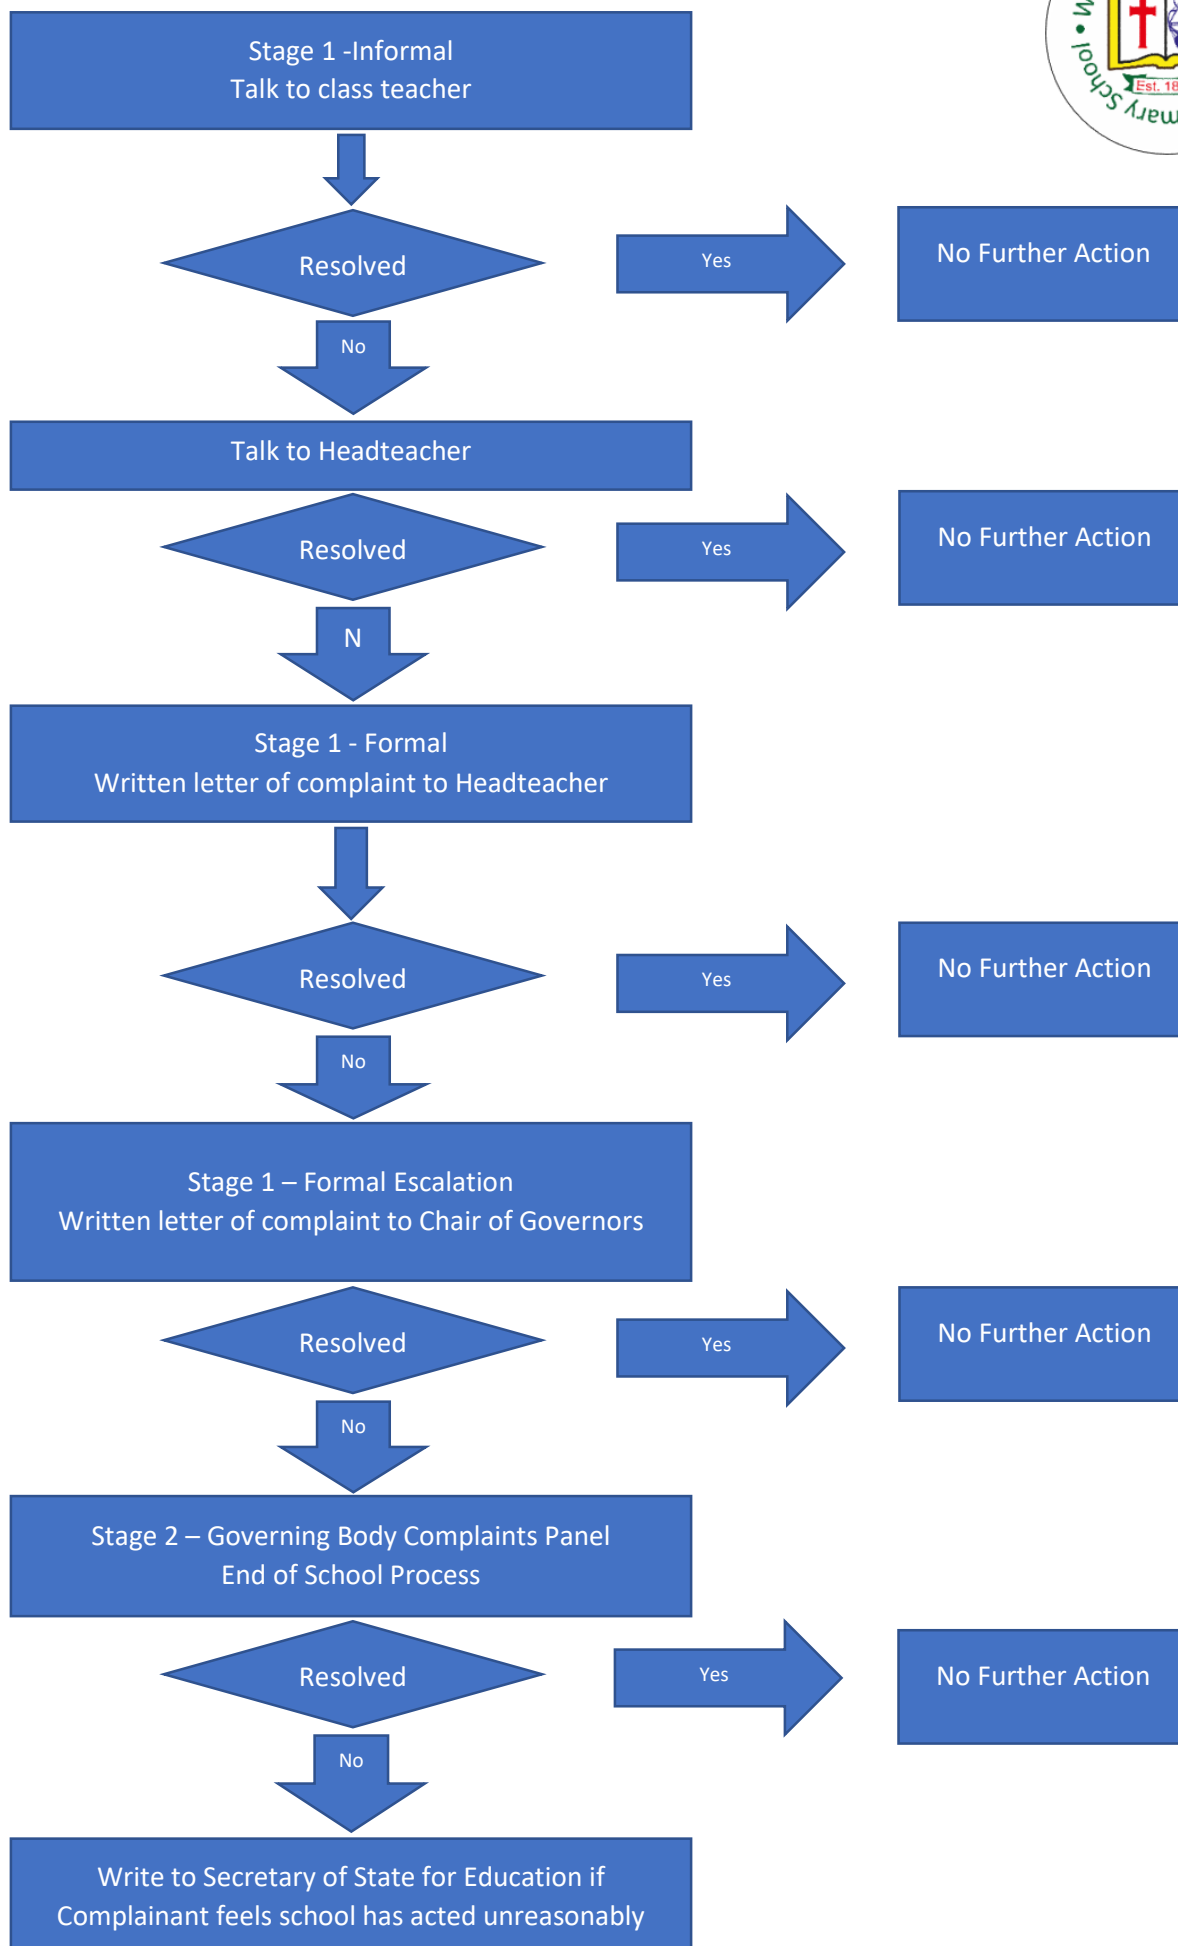 Stage 1 -Informal
Talk to class teacher
mary School • 
Est. 18
Resolved
Yes
No Further Action
No
Talk to Headteacher
Resolved
Yes
No Further Action
N
Stage 1 - Formal
Written letter of complaint to Headteacher
Resolved
Yes
No Further Action
No
Stage 1 – Formal Escalation
Written letter of complaint to Chair of Governors
Resolved
Yes
No Further Action
No
Stage 2 – Governing Body Complaints Panel
End of School Process
Resolved
Yes
No Further Action
No
Write to Secretary of State for Education if
Complainant feels school has acted unreasonably